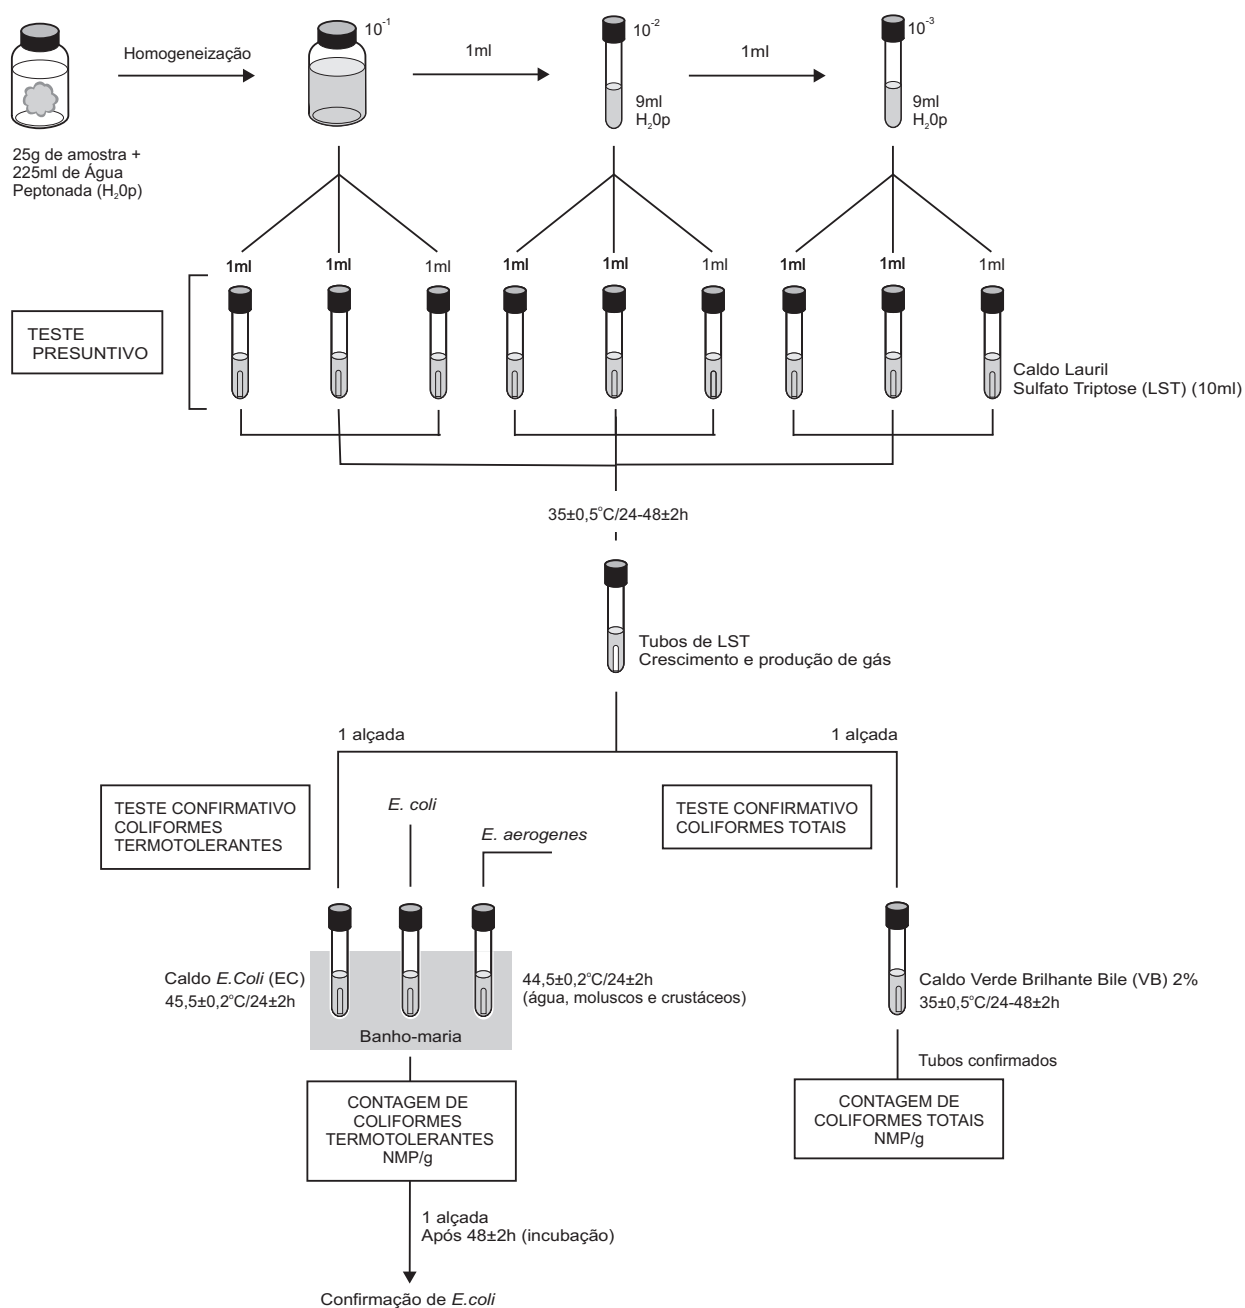 Homogeneização
10⁻¹
1ml
10⁻²
1ml
10⁻³
9ml
H₂0p
9ml
H₂0p
25g de amostra +
225ml de Água
Peptonada (H₂0p)
1ml
1ml
1ml
1ml
1ml
1ml
1ml
1ml
1ml
TESTE
PRESUNTIVO
Caldo Lauril
Sulfato Triptose (LST) (10ml)
35±0,5°C/24-48±2h
Tubos de LST
Crescimento e produção de gás
1 alçada
1 alçada
TESTE CONFIRMATIVO
COLIFORMES
TERMOTOLERANTES
E. coli
E. aerogenes
TESTE CONFIRMATIVO
COLIFORMES TOTAIS
Caldo E.Coli (EC)
45,5±0,2°C/24±2h
44,5±0,2°C/24±2h
(água, moluscos e crustáceos)
Banho-maria
Caldo Verde Brilhante Bile (VB) 2%
35±0,5°C/24-48±2h
Tubos confirmados
CONTAGEM DE
COLIFORMES
TERMOTOLERANTES
NMP/g
CONTAGEM DE
COLIFORMES TOTAIS
NMP/g
1 alçada
Após 48±2h (incubação)
Confirmação de E.coli